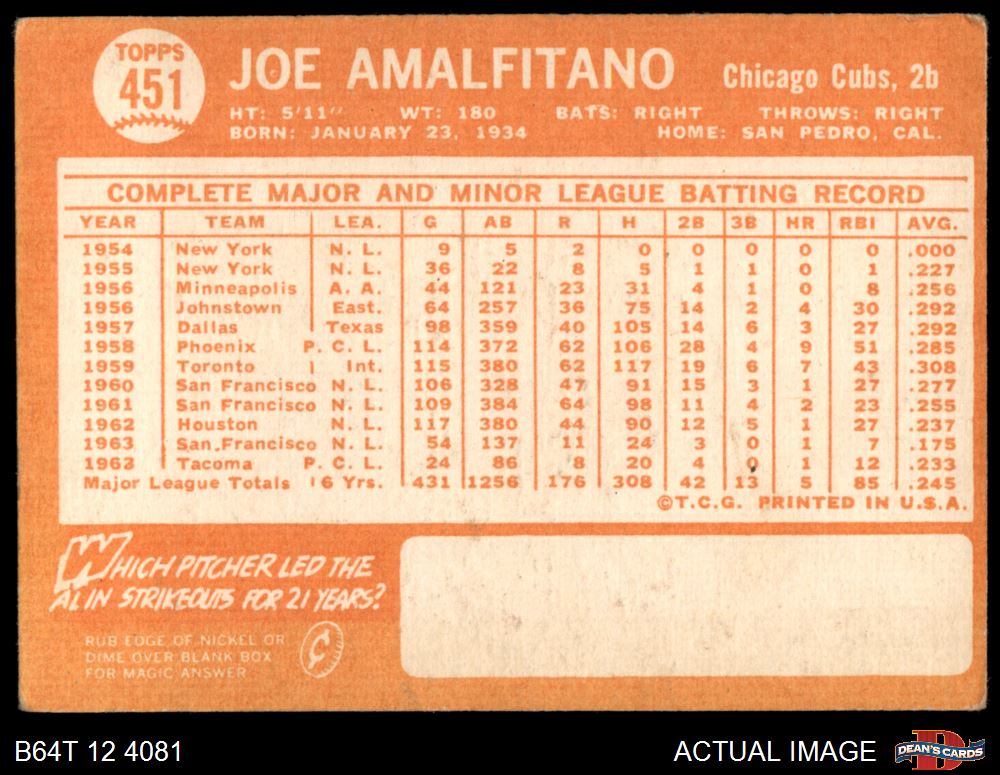 TOPPS
451
JOE AMALFITANO Chicago Cubs, 2b
HT: 5'11" WT: 180 BATS: RIGHT THROWS: RIGHT
BORN: JANUARY 23, 1934 HOME: SAN PEDRO, CAL.
COMPLETE MAJOR AND MINOR LEAGUE BATTING RECORD
YEAR TEAM LEA. G AB R H 2B 3B HR RBI AVG.
1954 New York N. L. 9 5 2 0 0 0 0 0 .000
1955 New York N. L. 36 22 8 5 1 1 0 1 .227
1956 Minneapolis A. A. 44 121 23 31 4 1 0 8 .256
1956 Johnstown East. 64 257 36 75 14 2 4 30 .292
1957 Dallas Texas 98 359 40 105 14 6 3 27 .292
1958 Phoenix P. C. L. 114 372 62 106 28 4 9 51 .285
1959 Toronto Int. 115 380 62 117 19 6 7 43 .308
1960 San Francisco N. L. 106 328 47 91 15 3 1 27 .277
1961 San Francisco N. L. 109 384 64 98 11 4 2 23 .255
1962 Houston N. L. 117 380 44 90 12 5 1 27 .237
1963 San Francisco N. L. 54 137 11 24 3 0 1 7 .175
1963 Tacoma P. C. L. 24 86 8 20 4 0 1 12 .233
Major League Totals 6 Yrs. 431 1256 176 308 42 13 5 85 .245
©T.C.G. PRINTED IN U.S.A.
WHICH PITCHER LED THE
AL IN STRIKEOUTS FOR 21 YEARS?
RUB EDGE OF NICKEL OR
DIME OVER BLANK BOX
FOR MAGIC ANSWER
¢
B64T 12 4081 ACTUAL IMAGE
D
DEAN'S CARDS